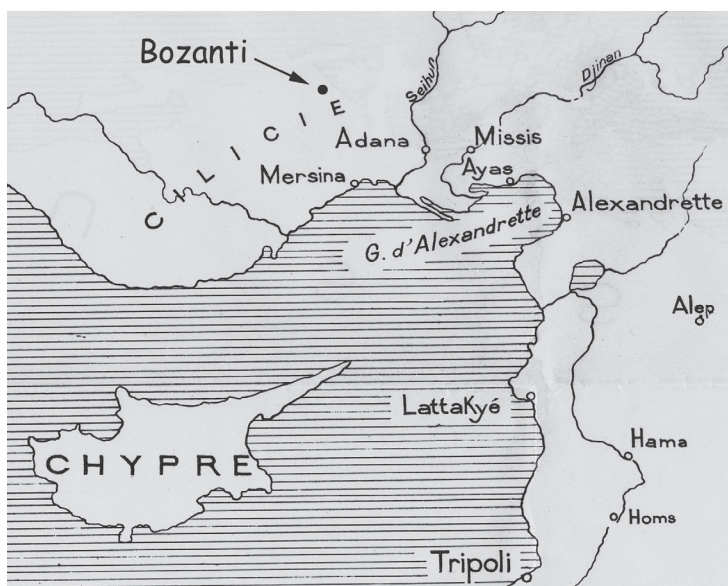 Bozanti
Seihun
Djihan
CILICIE
Adana
Missis
Ayas
Mersina
Alexandrette
G. d'Alexandrette
Alep
LattaKyé
CHYPRE
Hama
Homs
Tripoli